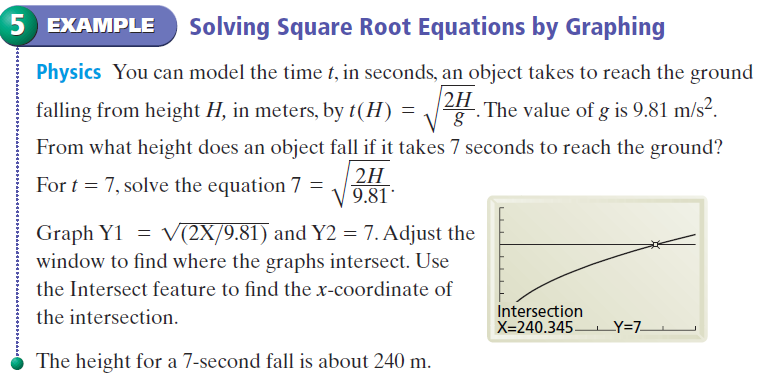 5 EXAMPLE Solving Square Root Equations by Graphing
Physics You can model the time t, in seconds, an object takes to reach the ground
falling from height H, in meters, by t(H) = √(2H/g). The value of g is 9.81 m/s².
From what height does an object fall if it takes 7 seconds to reach the ground?
For t = 7, solve the equation 7 = √(2H/9.81).
Graph Y1 = √(2X/9.81) and Y2 = 7. Adjust the
window to find where the graphs intersect. Use
the Intersect feature to find the x-coordinate of
the intersection.
Intersection
X=240.345 Y=7
The height for a 7-second fall is about 240 m.